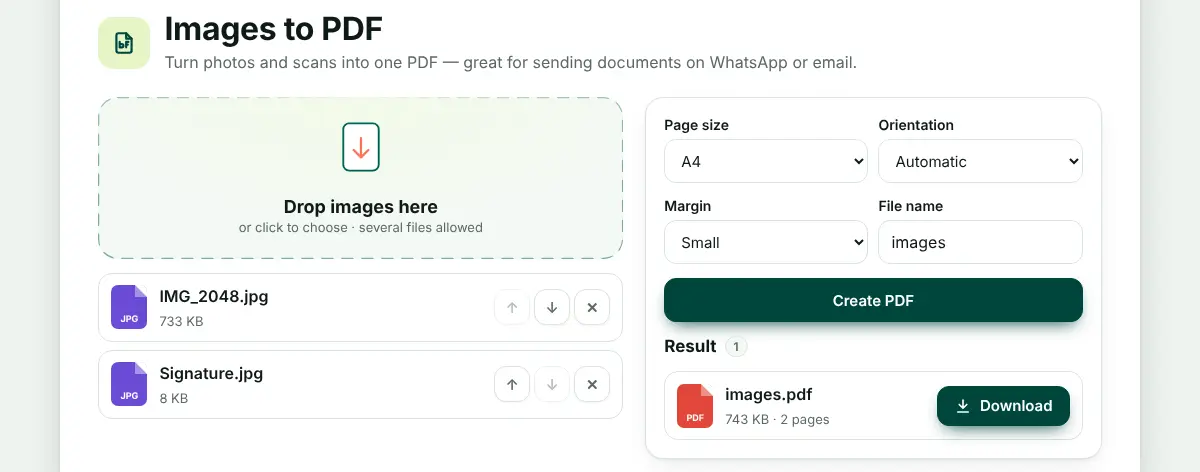 bF
Images to PDF
Turn photos and scans into one PDF — great for sending documents on WhatsApp or email.
Drop images here
or click to choose · several files allowed
JPG
IMG_2048.jpg
733 KB
JPG
Signature.jpg
8 KB
Page size
Orientation
A4
Automatic
Margin
File name
Small
images
Create PDF
Result 1
PDF
images.pdf
743 KB · 2 pages
Download